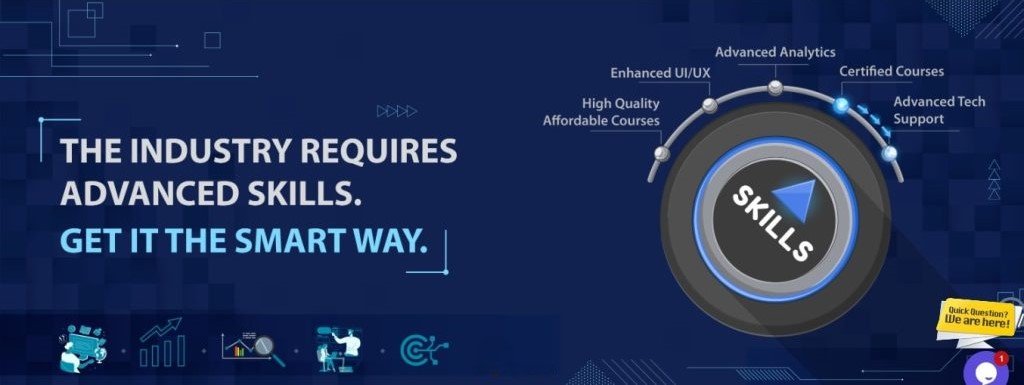 THE INDUSTRY REQUIRES
ADVANCED SKILLS.
GET IT THE SMART WAY.
High Quality
Affordable Courses
Enhanced UI/UX
Advanced Analytics
Certified Courses
Advanced Tech
Support
SKILLS
Quick Question?
We are here!
1